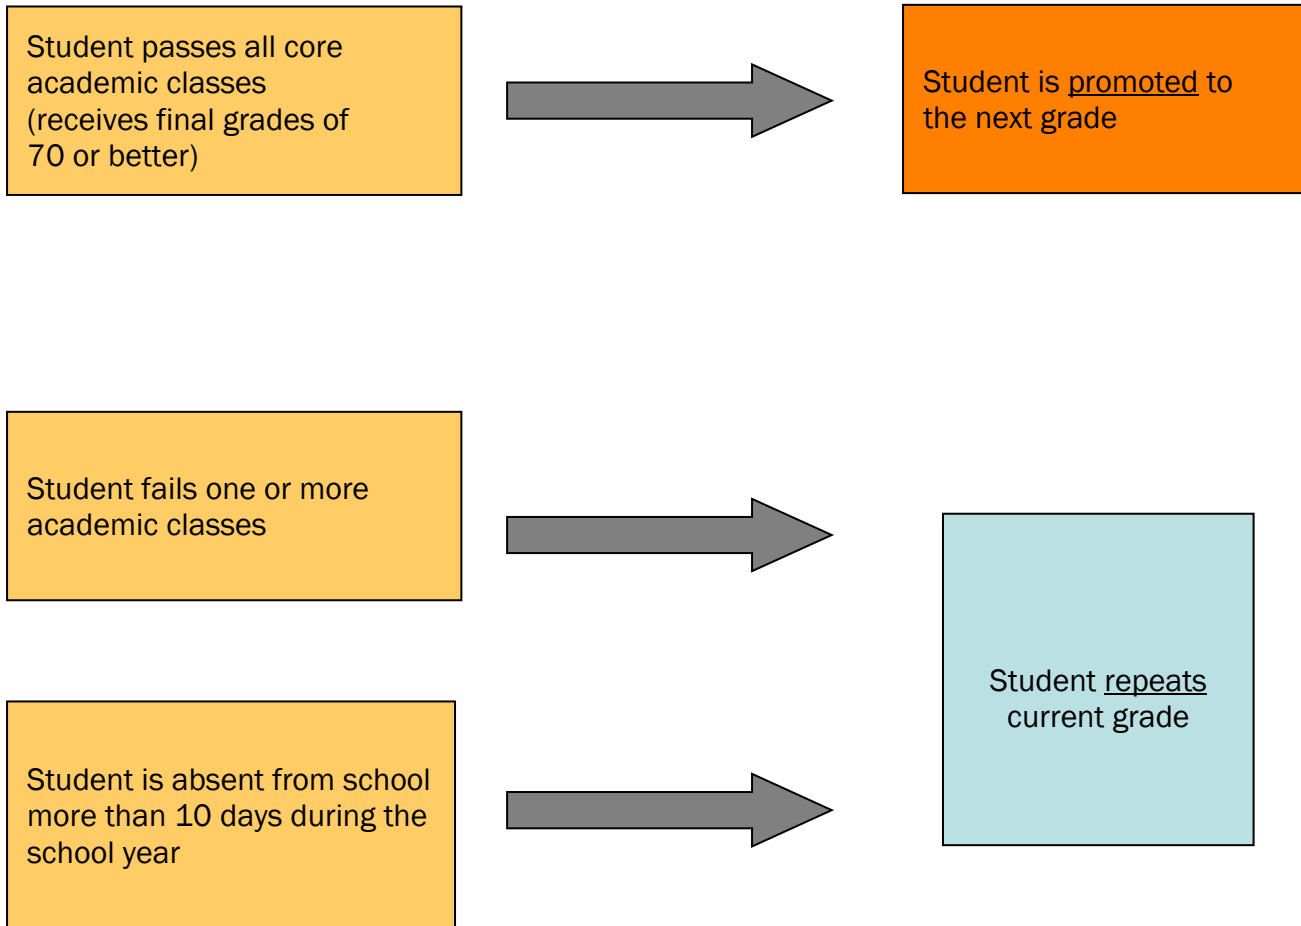 Student passes all core
academic classes
(receives final grades of
70 or better)
Student is promoted to
the next grade
Student fails one or more
academic classes
Student repeats
current grade
Student is absent from school
more than 10 days during the
school year